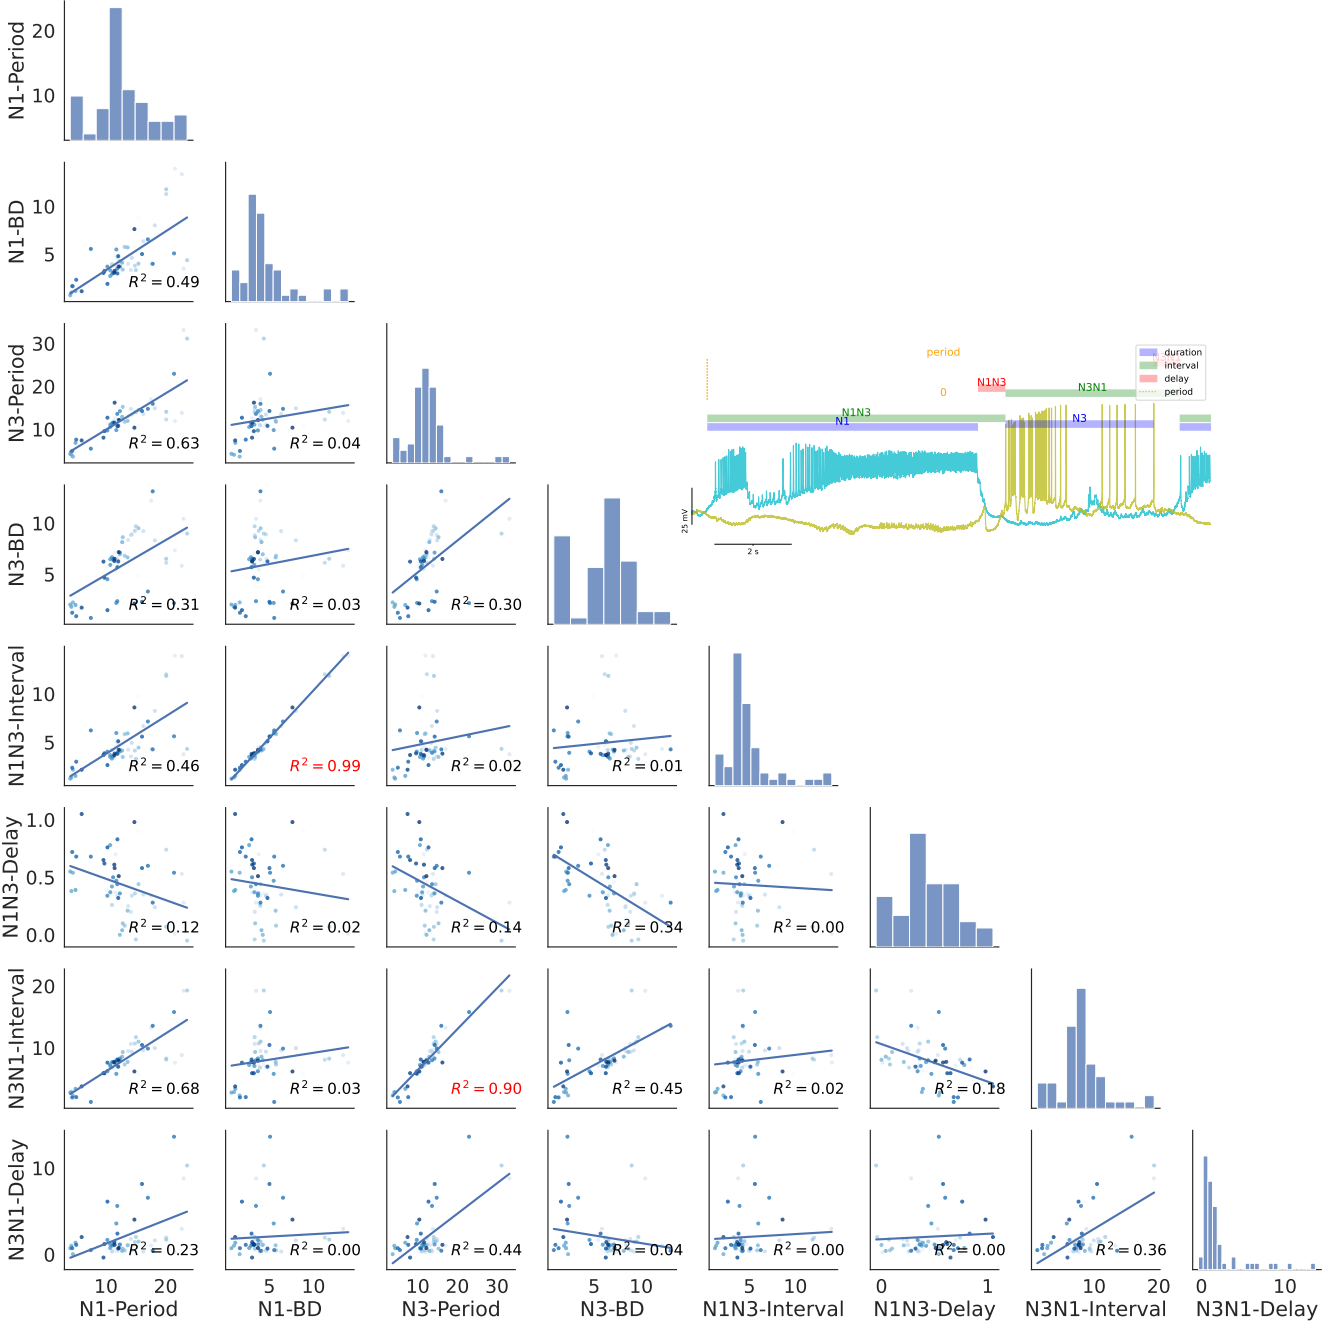 N1-Period
20
10
N1-BD
10
5
R² = 0.49
N3-Period
30
20
10
R² = 0.63
R² = 0.04
period
0
N1N3
N3N1
N1N3
N1
N3
duration
interval
delay
period
25 mV
2 s
N3-BD
10
5
R² = 0.31
R² = 0.03
R² = 0.30
N1N3-Interval
10
5
R² = 0.46
R² = 0.99
R² = 0.02
R² = 0.01
N1N3-Delay
1.0
0.5
0.0
R² = 0.12
R² = 0.02
R² = 0.14
R² = 0.34
R² = 0.00
N3N1-Interval
20
10
R² = 0.68
R² = 0.03
R² = 0.90
R² = 0.45
R² = 0.02
R² = 0.18
N3N1-Delay
10
0
R² = 0.23
R² = 0.00
R² = 0.44
R² = 0.04
R² = 0.00
R² = 0.00
R² = 0.36
10 20
5 10
10 20 30
5 10
5 10
0 1
10 20
0 10
N1-Period
N1-BD
N3-Period
N3-BD
N1N3-Interval
N1N3-Delay
N3N1-Interval
N3N1-Delay